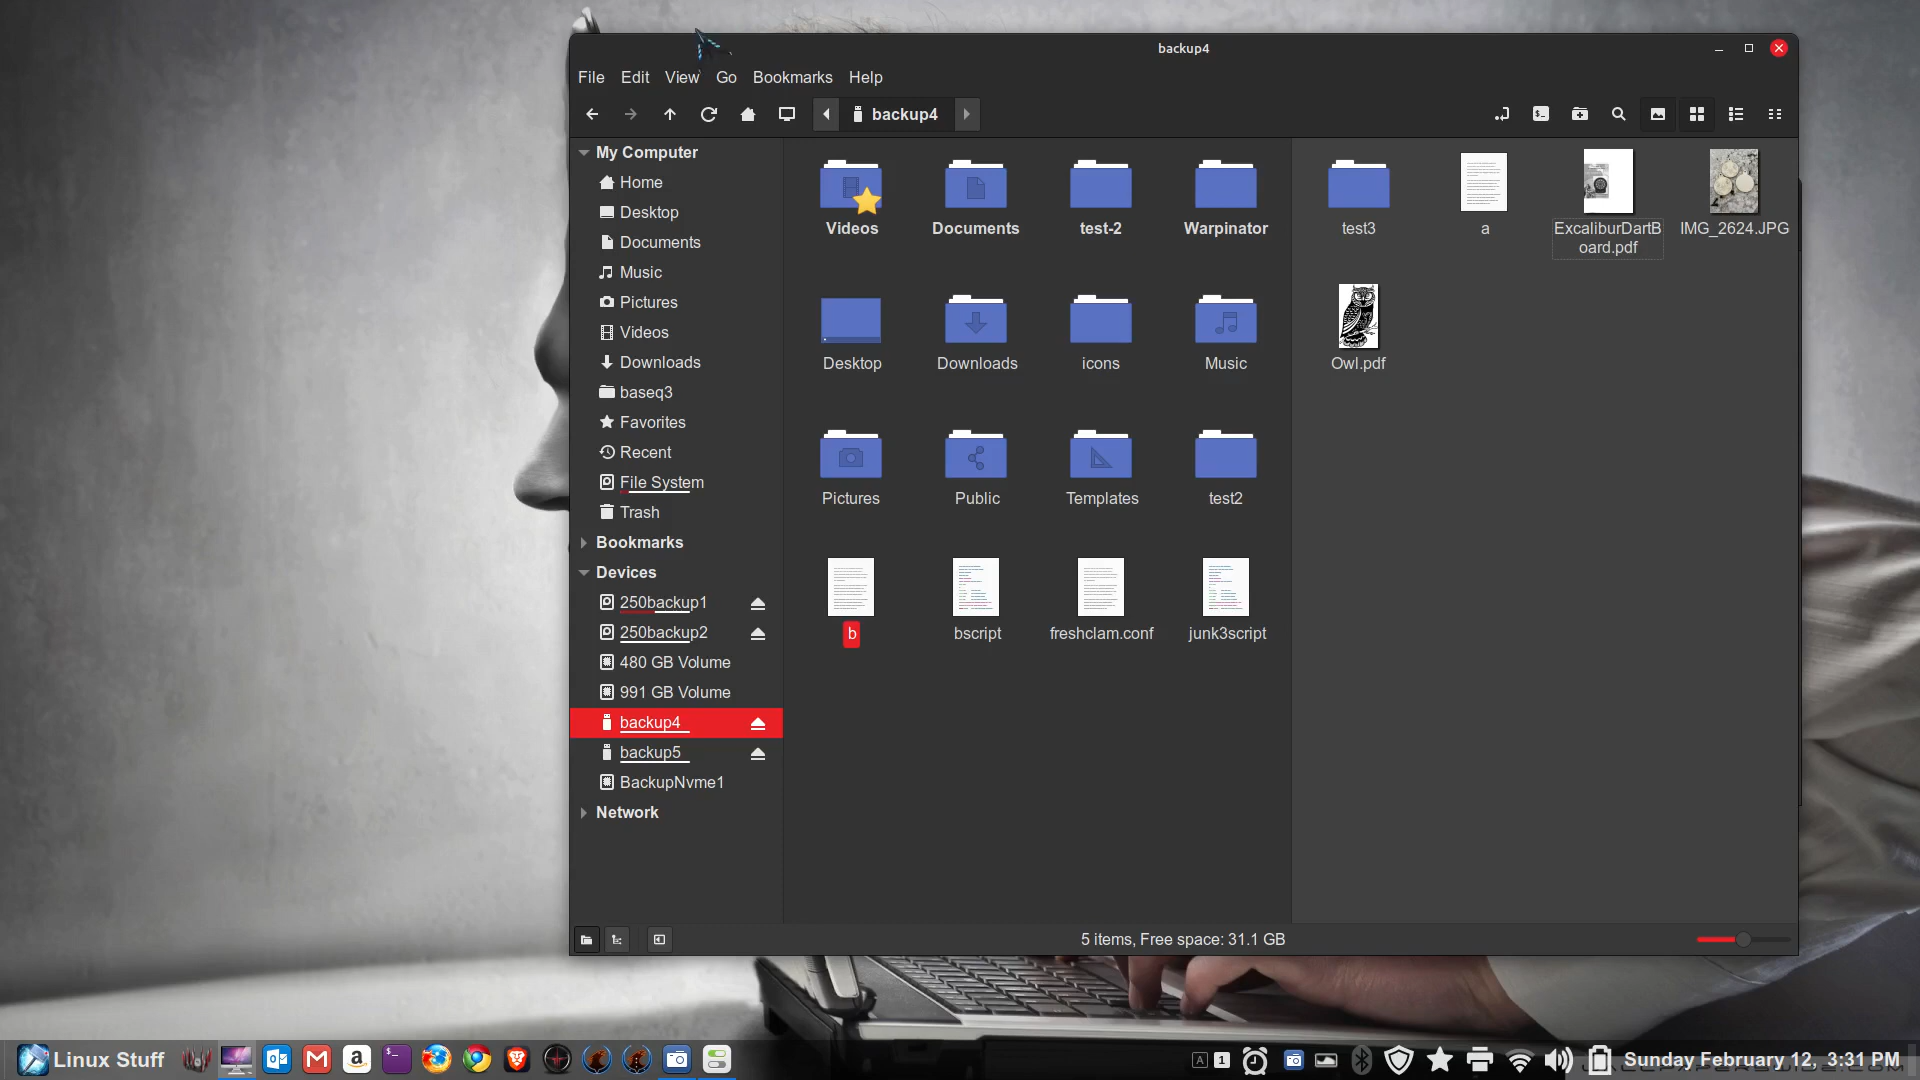 backup4
File Edit View Go Bookmarks Help
backup4
My Computer
Home
Desktop
Documents
Music
Pictures
Videos
Downloads
baseq3
Favorites
Recent
File System
Trash
Bookmarks
Devices
250backup1
250backup2
480 GB Volume
991 GB Volume
backup4
backup5
BackupNvme1
Network
Videos Documents test-2 Warpinator
Desktop Downloads icons Music
Pictures Public Templates test2
b bscript freshclam.conf junk3script
test3 a ExcaliburDartB
oard.pdf IMG_2624.JPG
Owl.pdf
5 items, Free space: 31.1 GB
Linux Stuff
A 1
Sunday February 12, 3:31 PM